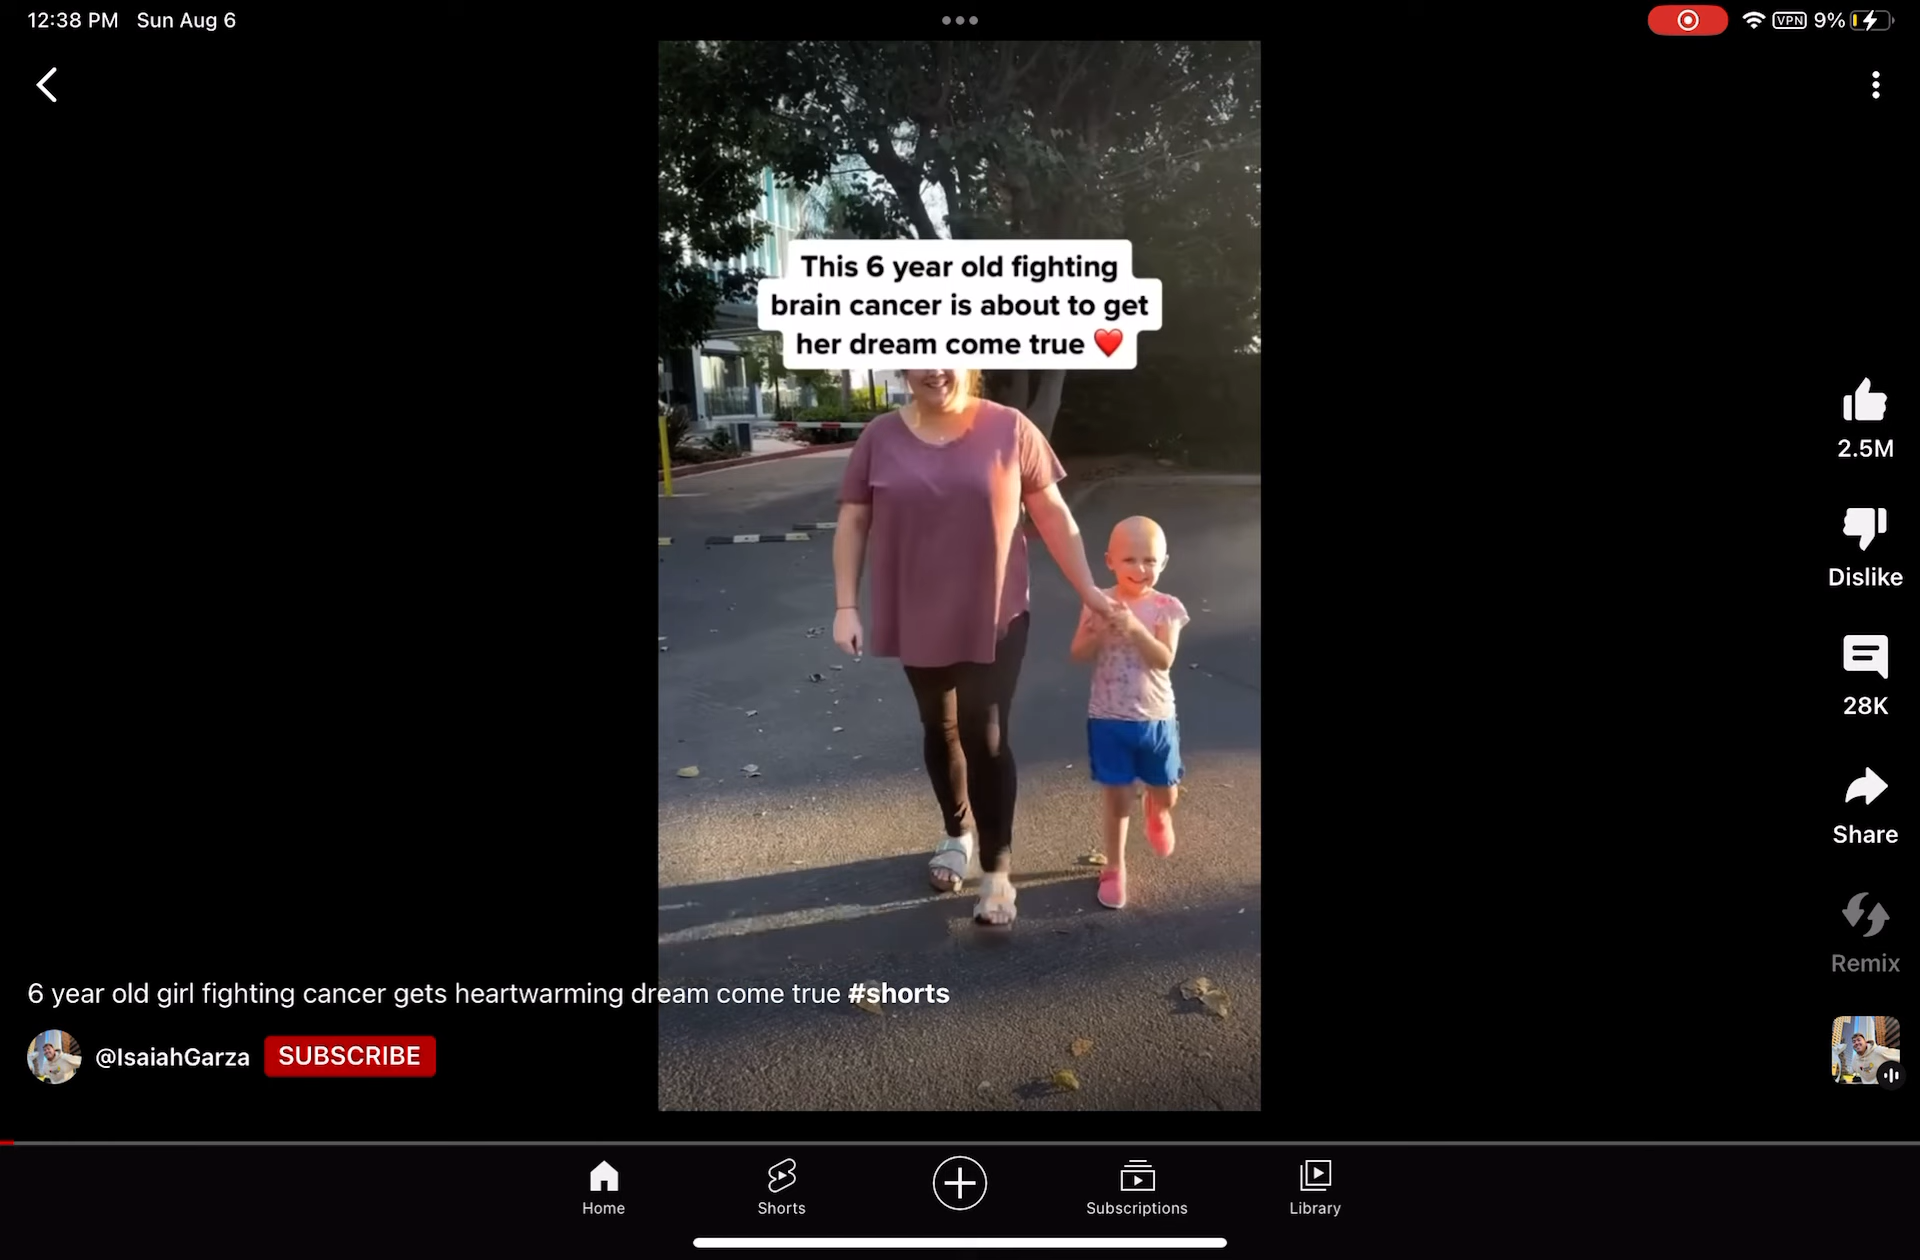 12:38 PM Sun Aug 6
VPN 9%
This 6 year old fighting
brain cancer is about to get
her dream come true ❤️
2.5M
Dislike
28K
Share
Remix
6 year old girl fighting cancer gets heartwarming dream come true #shorts
@IsaiahGarza SUBSCRIBE
Home Shorts Subscriptions Library